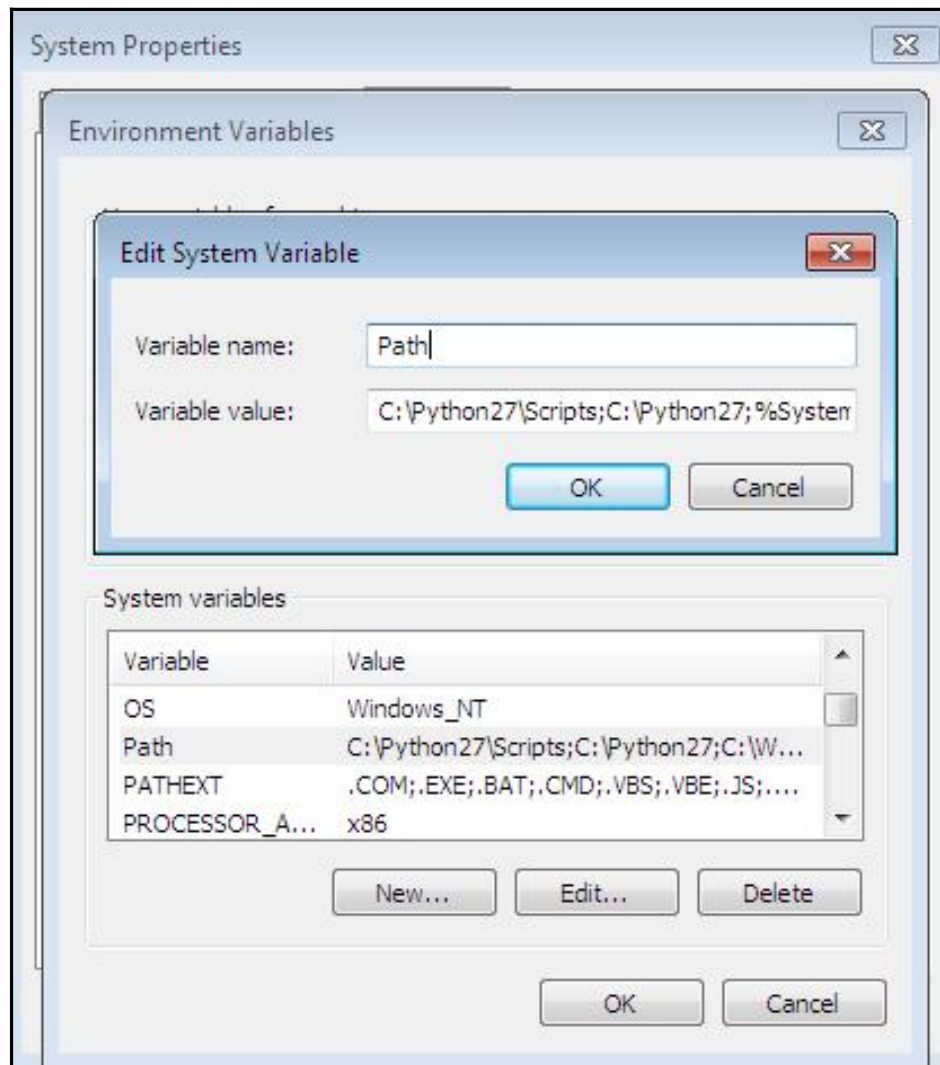 System Properties
Environment Variables
Edit System Variable
Variable name: Path
Variable value: C:\Python27\Scripts;C:\Python27;%System
OK Cancel
System variables
Variable Value
OS Windows_NT
Path C:\Python27\Scripts;C:\Python27;C:\W...
PATHEXT .COM;.EXE;.BAT;.CMD;.VBS;.VBE;.JS;....
PROCESSOR_A... x86
New... Edit... Delete
OK Cancel